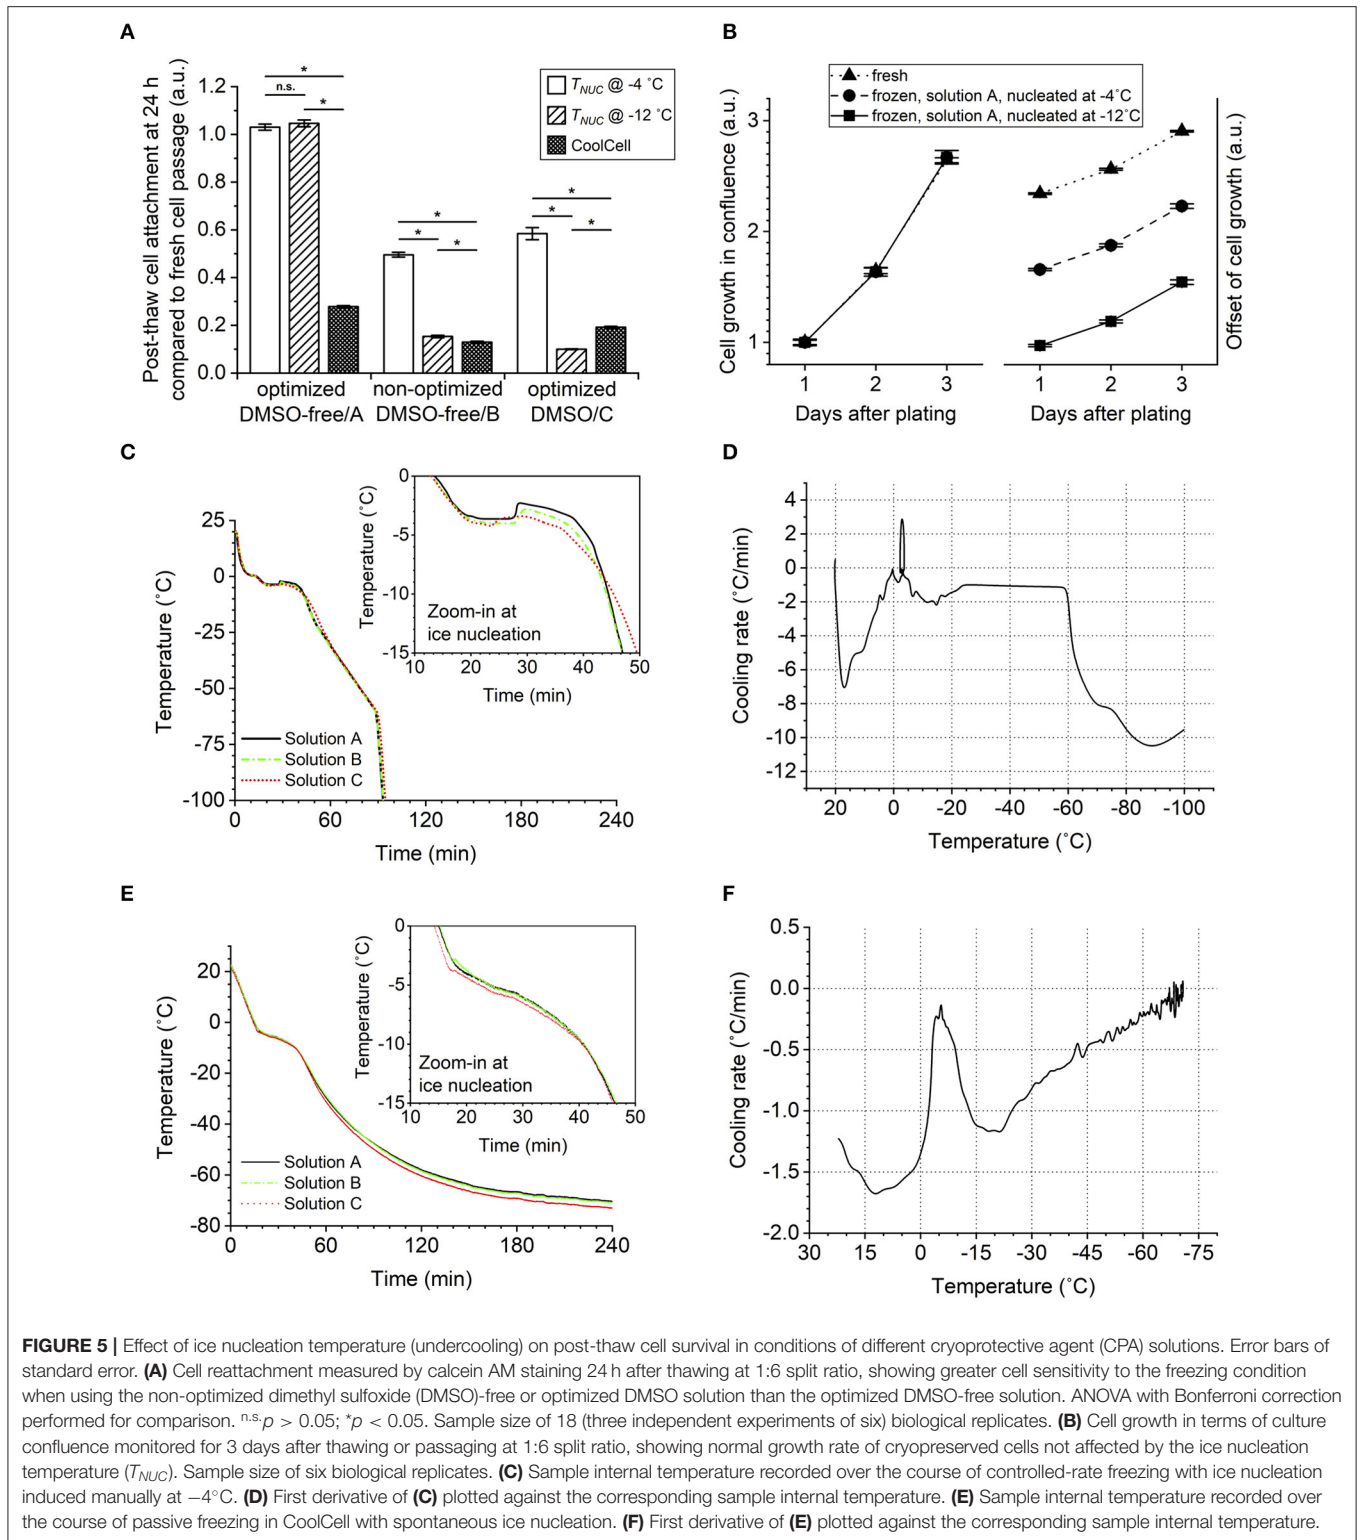 A
Post-thaw cell attachment at 24 h
compared to fresh cell passage (a.u.)
1.2
1.0
0.8
0.6
0.4
0.2
0.0
*
n.s.
*
*
*
*
*
*
*
T_NUC @ -4 ˚C
T_NUC @ -12 ˚C
CoolCell
optimized
DMSO-free/A
non-optimized
DMSO-free/B
optimized
DMSO/C
B
fresh
frozen, solution A, nucleated at -4˚C
frozen, solution A, nucleated at -12˚C
Cell growth in confluence (a.u.)
3
2
1
1 2 3
Days after plating
1 2 3
Days after plating
Offset of cell growth (a.u.)
C
Temperature (˚C)
25
0
-25
-50
-75
-100
0 60 120 180 240
Time (min)
Solution A
Solution B
Solution C
Temperature (˚C)
0
-5
-10
-15
10 20 30 40 50
Time (min)
Zoom-in at
ice nucleation
D
Cooling rate (˚C/min)
4
2
0
-2
-4
-6
-8
-10
-12
20 0 -20 -40 -60 -80 -100
Temperature (˚C)
E
Temperature (˚C)
20
0
-20
-40
-60
-80
0 60 120 180 240
Time (min)
Solution A
Solution B
Solution C
Temperature (˚C)
0
-5
-10
-15
10 20 30 40 50
Time (min)
Zoom-in at
ice nucleation
F
Cooling rate (˚C/min)
0.5
0.0
-0.5
-1.0
-1.5
-2.0
30 15 0 -15 -30 -45 -60 -75
Temperature (˚C)
FIGURE 5 | Effect of ice nucleation temperature (undercooling) on post-thaw cell survival in conditions of different cryoprotective agent (CPA) solutions. Error bars of
standard error. (A) Cell reattachment measured by calcein AM staining 24 h after thawing at 1:6 split ratio, showing greater cell sensitivity to the freezing condition
when using the non-optimized dimethyl sulfoxide (DMSO)-free or optimized DMSO solution than the optimized DMSO-free solution. ANOVA with Bonferroni correction
performed for comparison. n.s.p > 0.05; *p < 0.05. Sample size of 18 (three independent experiments of six) biological replicates. (B) Cell growth in terms of culture
confluence monitored for 3 days after thawing or passaging at 1:6 split ratio, showing normal growth rate of cryopreserved cells not affected by the ice nucleation
temperature (T_NUC). Sample size of six biological replicates. (C) Sample internal temperature recorded over the course of controlled-rate freezing with ice nucleation
induced manually at −4°C. (D) First derivative of (C) plotted against the corresponding sample internal temperature. (E) Sample internal temperature recorded over
the course of passive freezing in CoolCell with spontaneous ice nucleation. (F) First derivative of (E) plotted against the corresponding sample internal temperature.